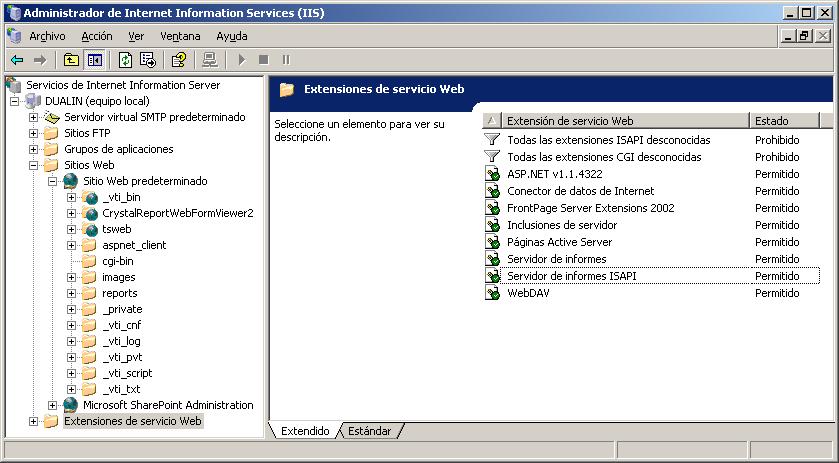 Administrador de Internet Information Services (IIS)
Archivo Acción Ver Ventana Ayuda
Servicios de Internet Information Server
DUALIN (equipo local)
Servidor virtual SMTP predeterminado
Sitios FTP
Grupos de aplicaciones
Sitios Web
Sitio Web predeterminado
_vti_bin
CrystalReportWebFormViewer2
tsweb
aspnet_client
cgi-bin
images
reports
_private
_vti_cnf
_vti_log
_vti_pvt
_vti_script
_vti_txt
Microsoft SharePoint Administration
Extensiones de servicio Web
Extensiones de servicio Web
Seleccione un elemento para ver su
descripción.
Extensión de servicio Web Estado
Todas las extensiones ISAPI desconocidas Prohibido
Todas las extensiones CGI desconocidas Prohibido
ASP.NET v1.1.4322 Permitido
Conector de datos de Internet Permitido
FrontPage Server Extensions 2002 Permitido
Inclusiones de servidor Permitido
Páginas Active Server Permitido
Servidor de informes Permitido
Servidor de informes ISAPI Permitido
WebDAV Permitido
Extendido Estándar